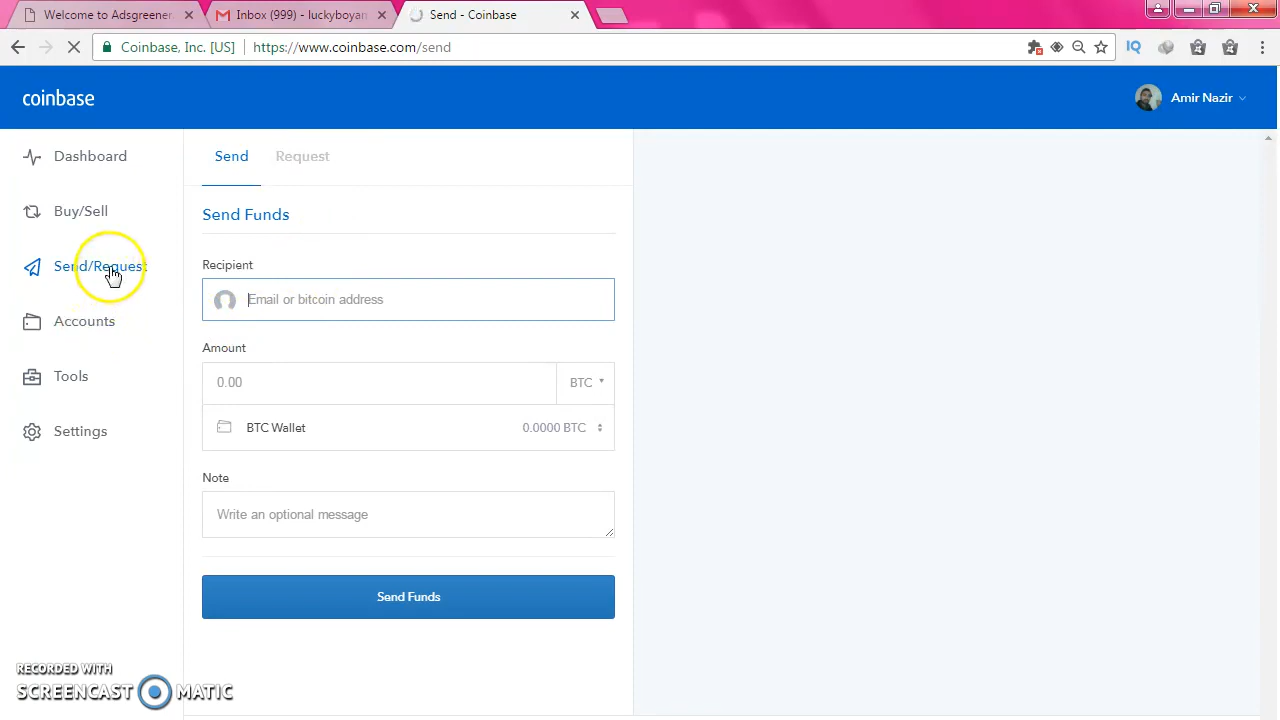 Welcome to Adsgreener
Inbox (999) - luckyboyam
Send - Coinbase
Coinbase, Inc. [US]
https://www.coinbase.com/send
IQ
coinbase
Amir Nazir
Dashboard
Buy/Sell
Send/Request
Accounts
Tools
Settings
Send
Request
Send Funds
Recipient
Email or bitcoin address
Amount
0.00
BTC
BTC Wallet
0.0000 BTC
Note
Write an optional message
Send Funds
RECORDED WITH
SCREENCAST MATIC